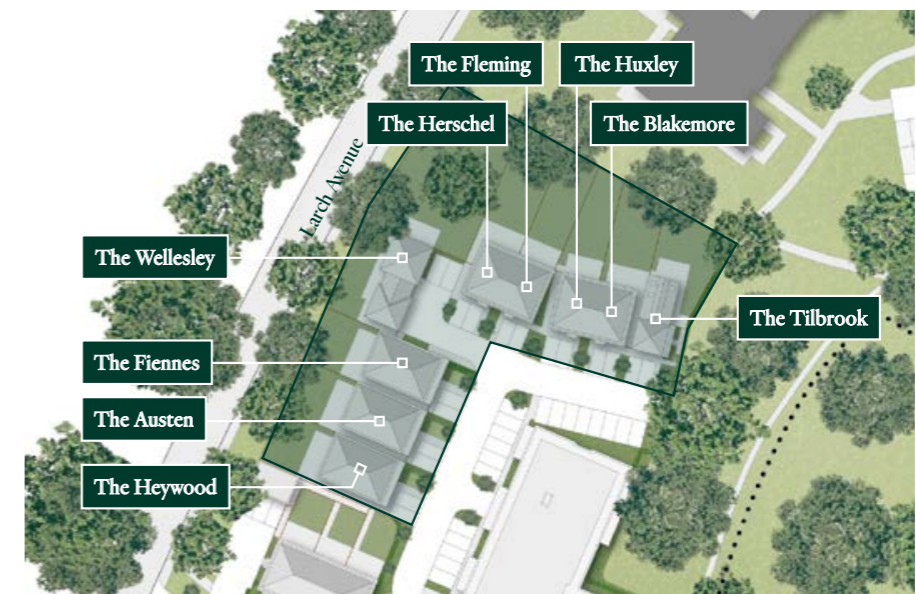 The Fleming
The Huxley
The Herschel
The Blakemore
Larch Avenue
The Wellesley
The Tilbrook
The Fiennes
The Austen
The Heywood